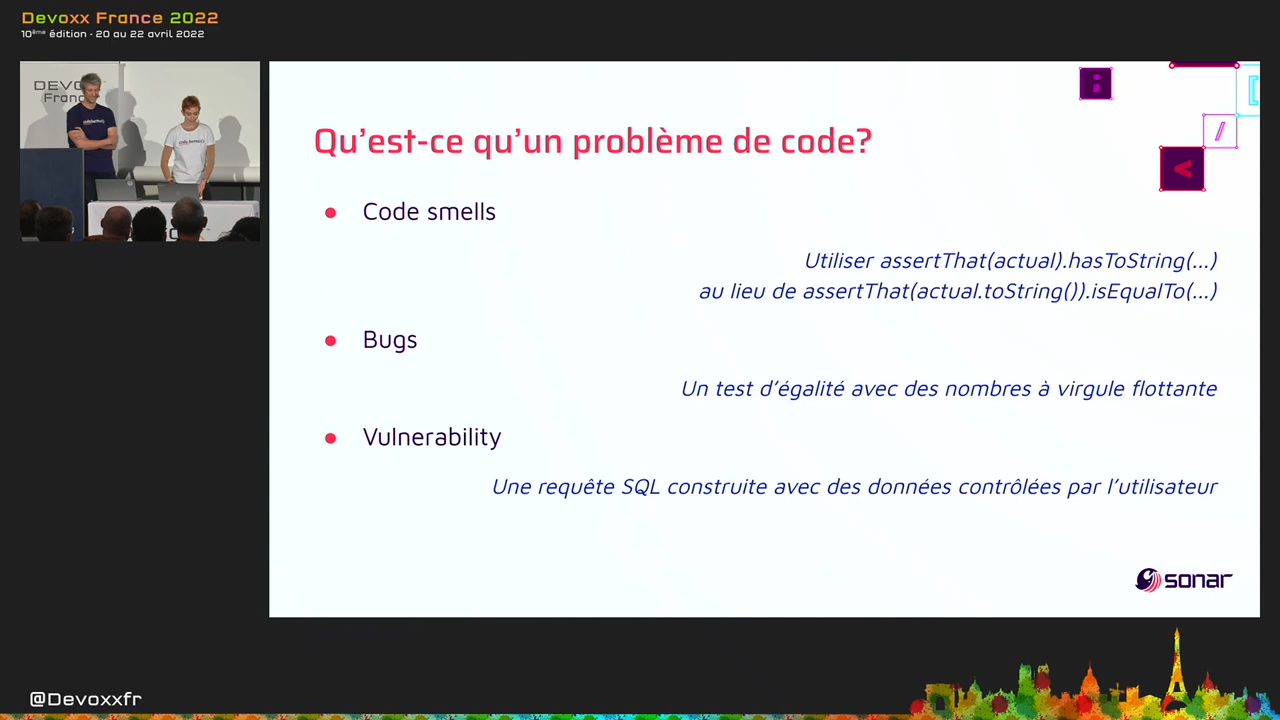 Devoxx France 2022
10ème édition - 20 au 22 avril 2022
DEVO
Franc
Qu’est-ce qu’un problème de code?
; / <
• Code smells
Utiliser assertThat(actual).hasToString(...)
au lieu de assertThat(actual.toString()).isEqualTo(...)
• Bugs
Un test d’égalité avec des nombres à virgule flottante
• Vulnerability
Une requête SQL construite avec des données contrôlées par l’utilisateur
sonar
@Devoxxfr